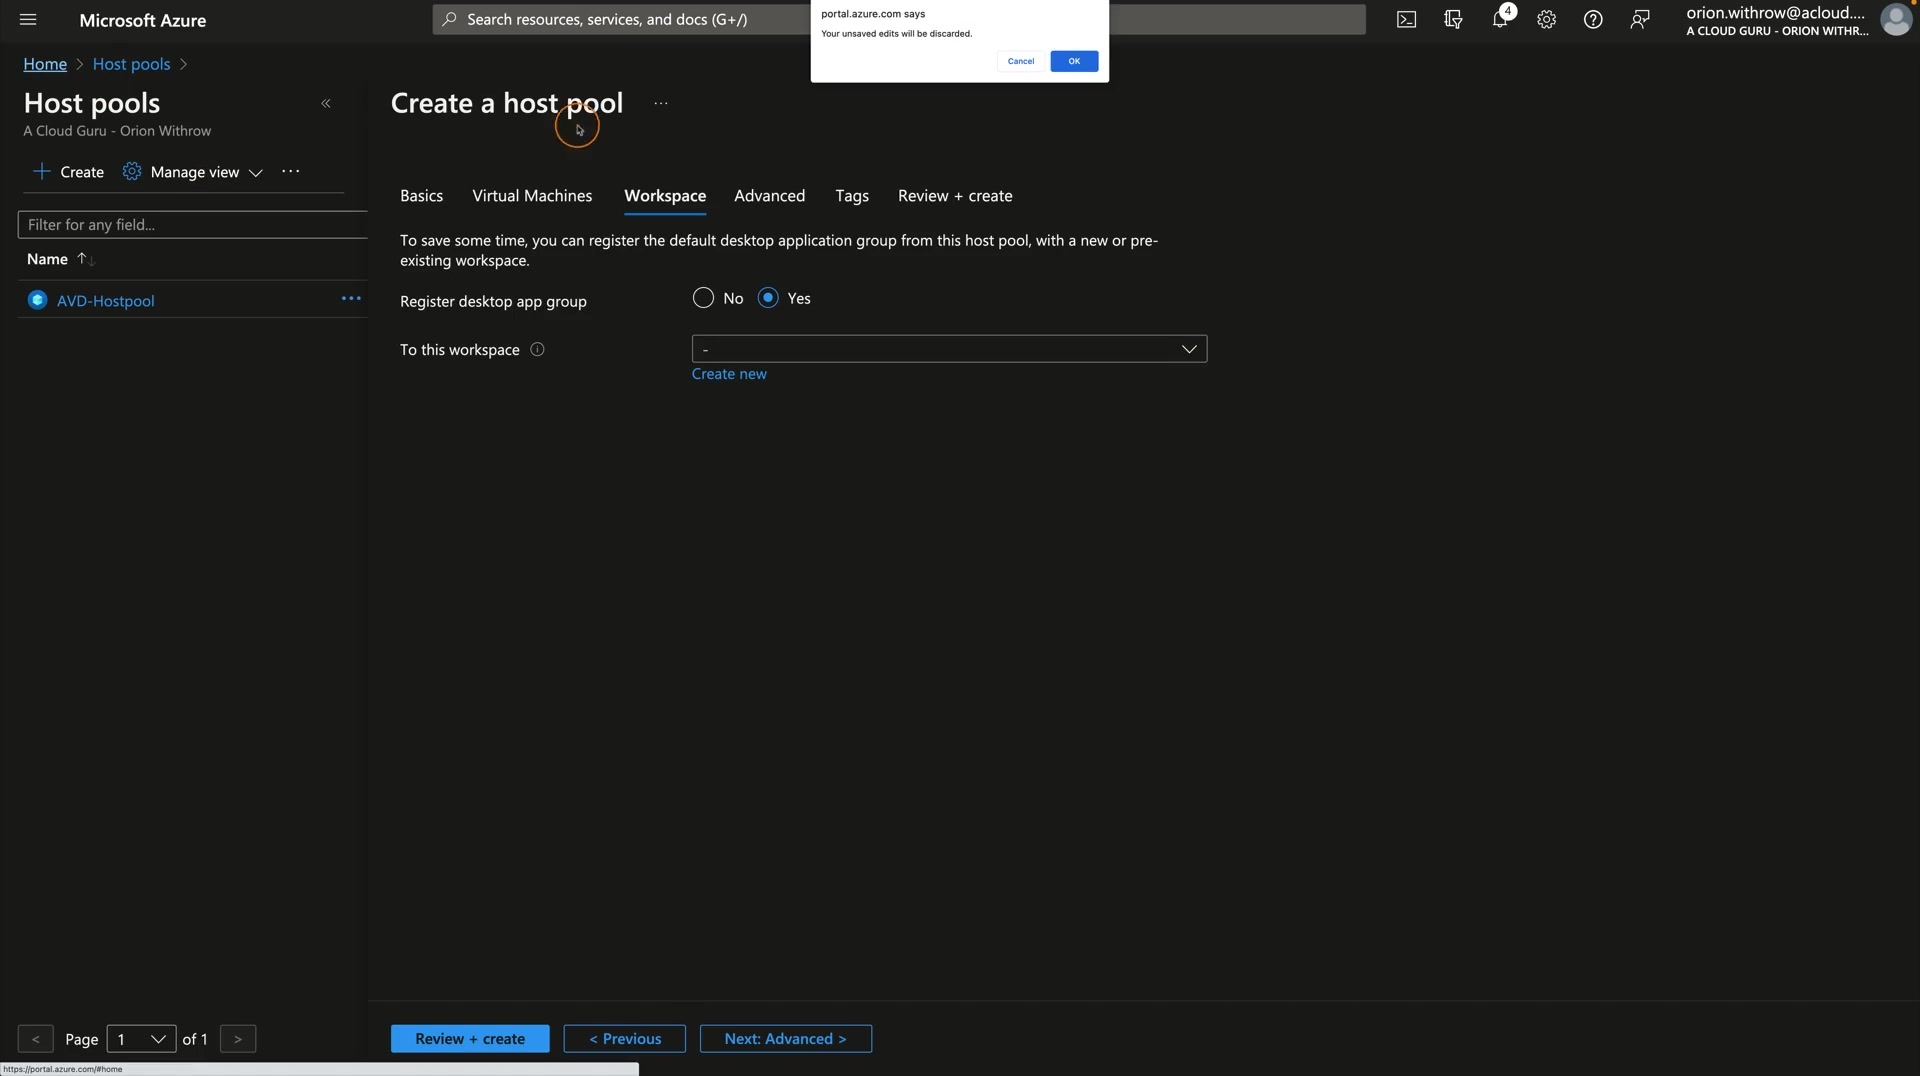 Microsoft Azure
Search resources, services, and docs (G+/)
portal.azure.com says
Your unsaved edits will be discarded.
Cancel
OK
4
orion.withrow@acloud....
A CLOUD GURU - ORION WITHR...
Home > Host pools >
Host pools
A Cloud Guru - Orion Withrow
Create
Manage view
Filter for any field...
Name
AVD-Hostpool
Create a host pool
Basics
Virtual Machines
Workspace
Advanced
Tags
Review + create
To save some time, you can register the default desktop application group from this host pool, with a new or pre-
existing workspace.
Register desktop app group
No
Yes
To this workspace
-
Create new
< Page 1 of 1 >
Review + create
< Previous
Next: Advanced >
https://portal.azure.com/#home